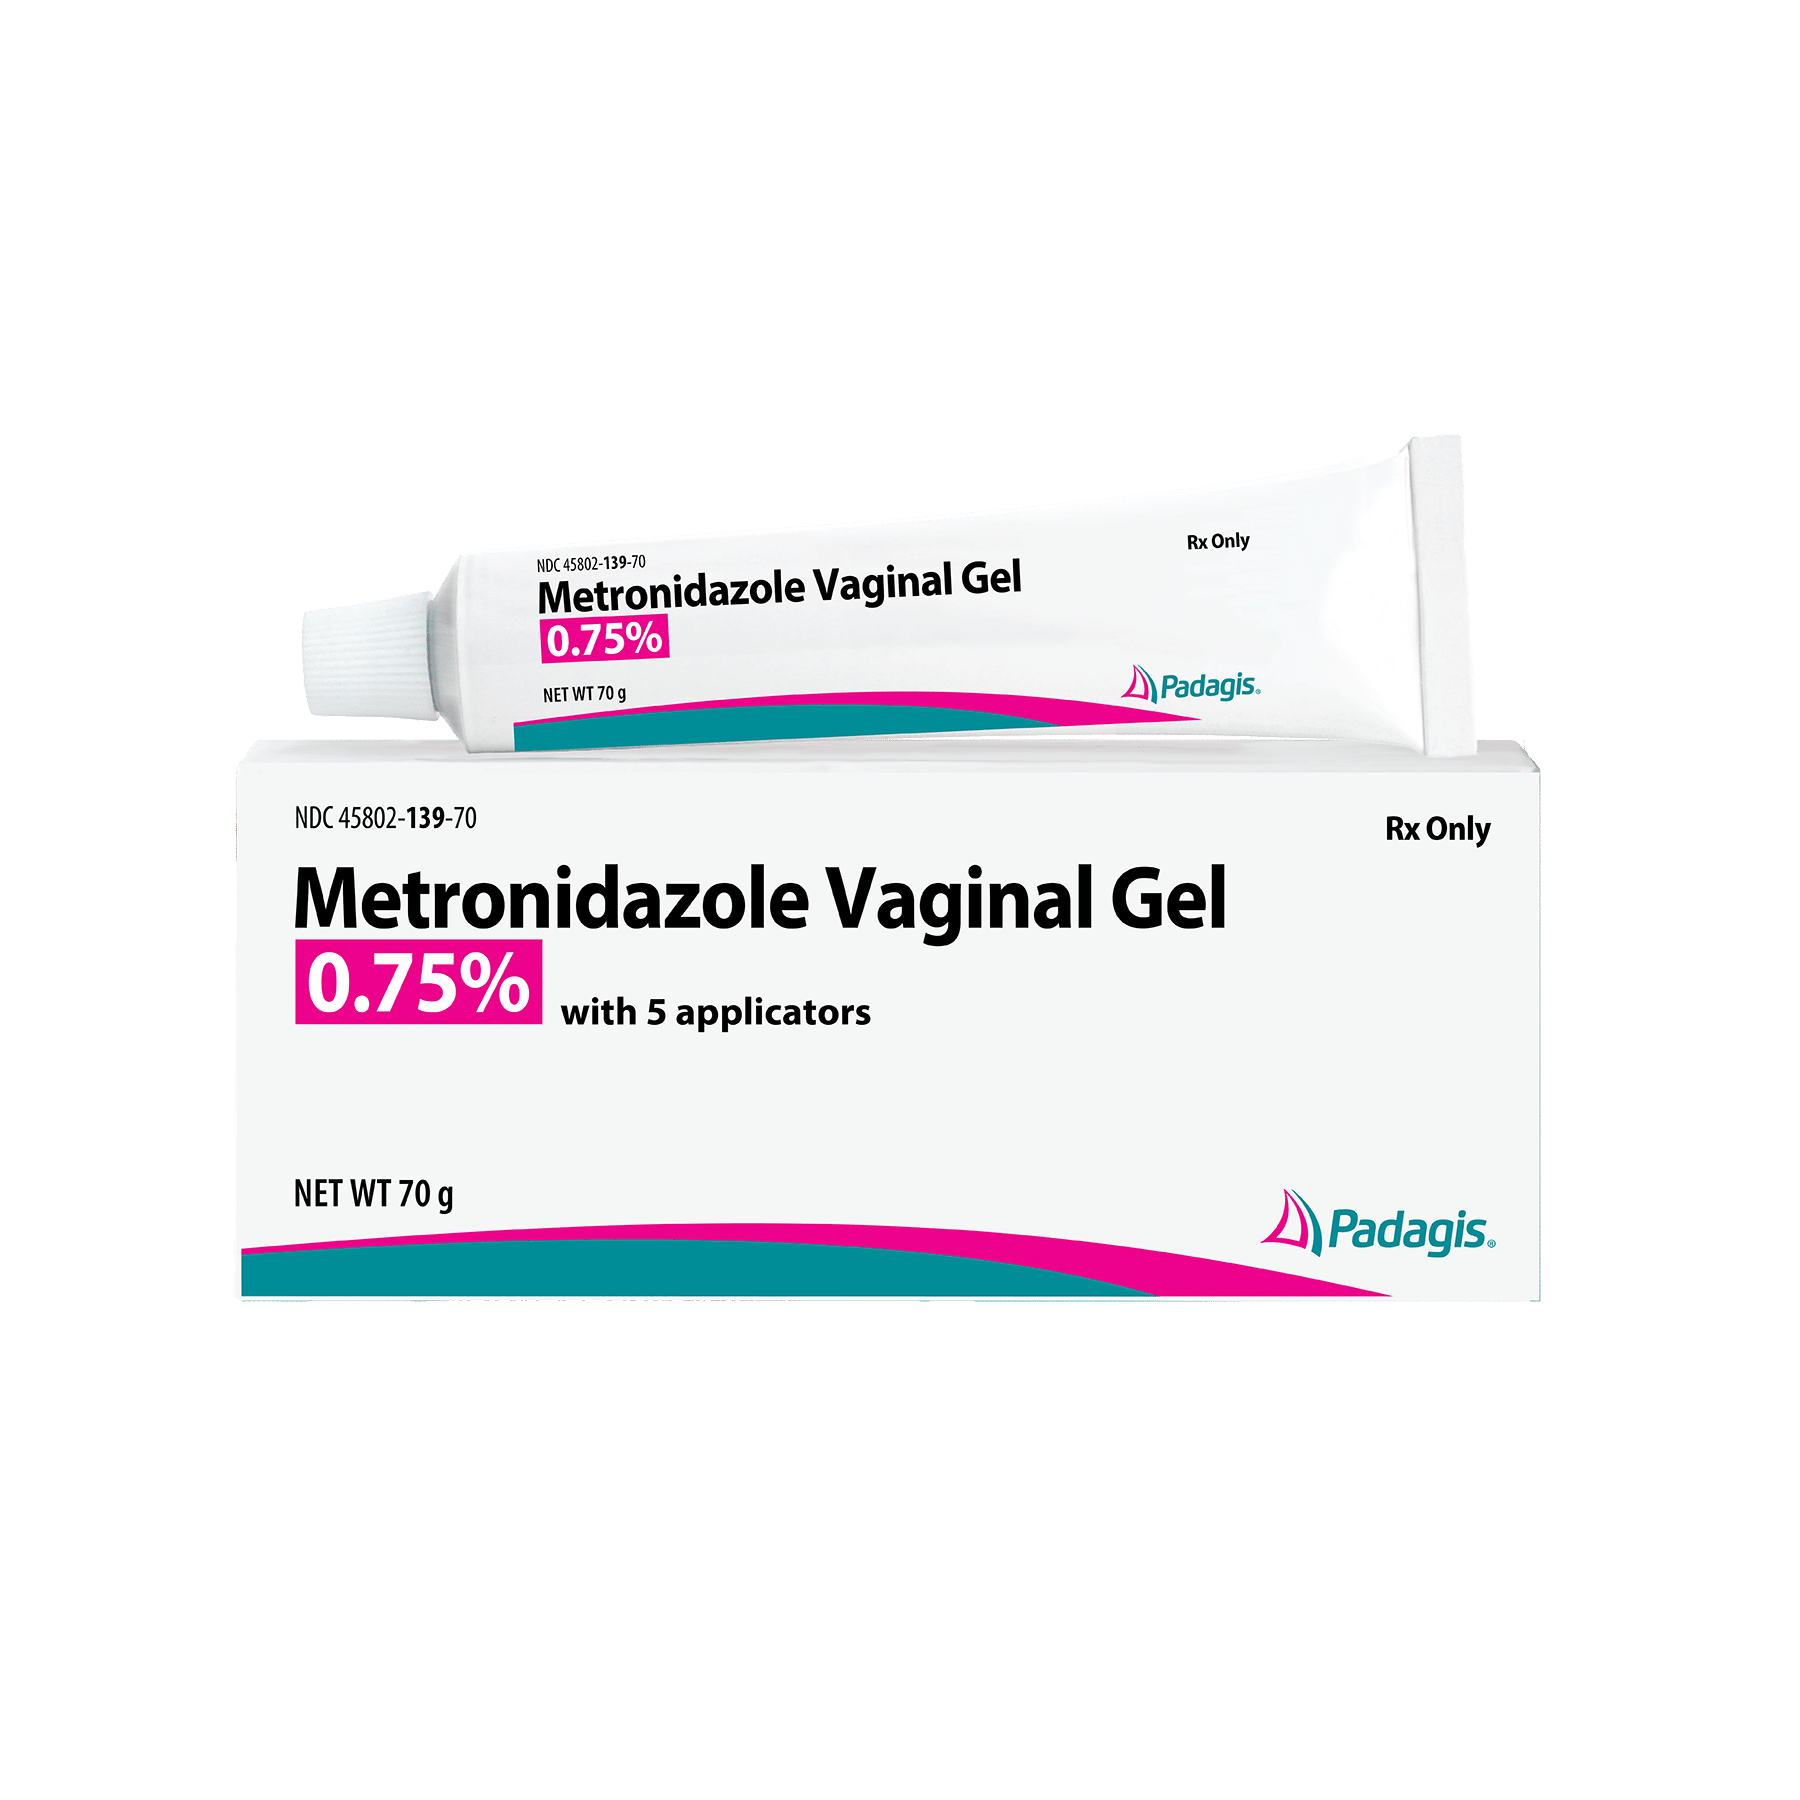 NDC 45802-139-70
Rx Only
Metronidazole Vaginal Gel
0.75%
NET WT 70 g
Padagis®
NDC 45802-139-70
Rx Only
Metronidazole Vaginal Gel
0.75% with 5 applicators
NET WT 70 g
Padagis®